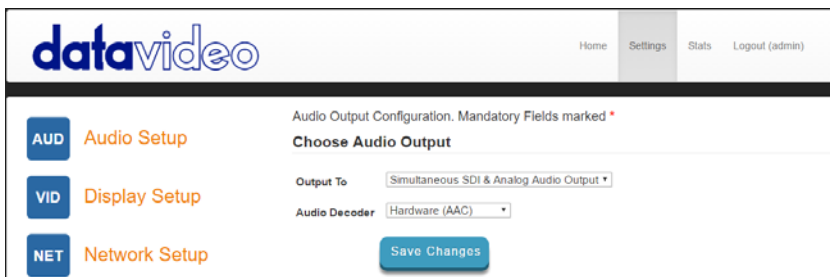 datavideo
Home Settings Stats Logout (admin)
AUD Audio Setup
VID Display Setup
NET Network Setup
Audio Output Configuration. Mandatory Fields marked *
Choose Audio Output
Output To Simultaneous SDI & Analog Audio Output
Audio Decoder Hardware (AAC)
Save Changes